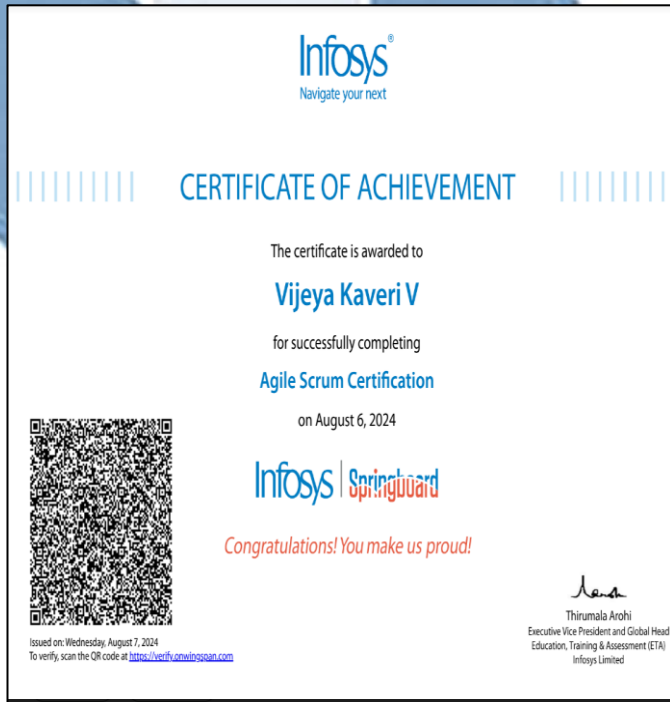 Infosys®
Navigate your next
CERTIFICATE OF ACHIEVEMENT
The certificate is awarded to
Vijeya Kaveri V
for successfully completing
Agile Scrum Certification
on August 6, 2024
Infosys | Springboard
Congratulations! You make us proud!
Issued on: Wednesday, August 7, 2024
To verify, scan the QR code at https://verify.onwingspan.com
Thirumala Arohi
Executive Vice President and Global Head
Education, Training & Assessment (ETA)
Infosys Limited